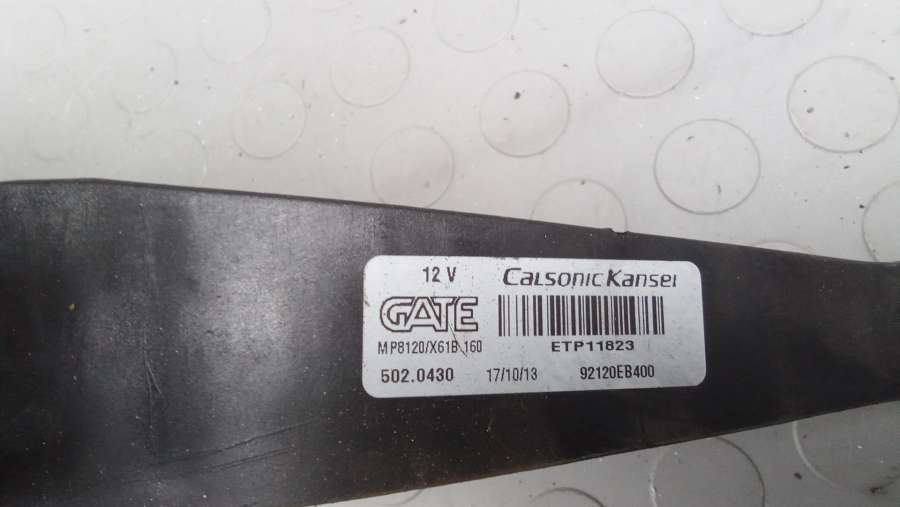 12 V Calsonic Kansei
GATE
MP8120/X61B 160 ETP11823
502.0430 17/10/13 92120EB400